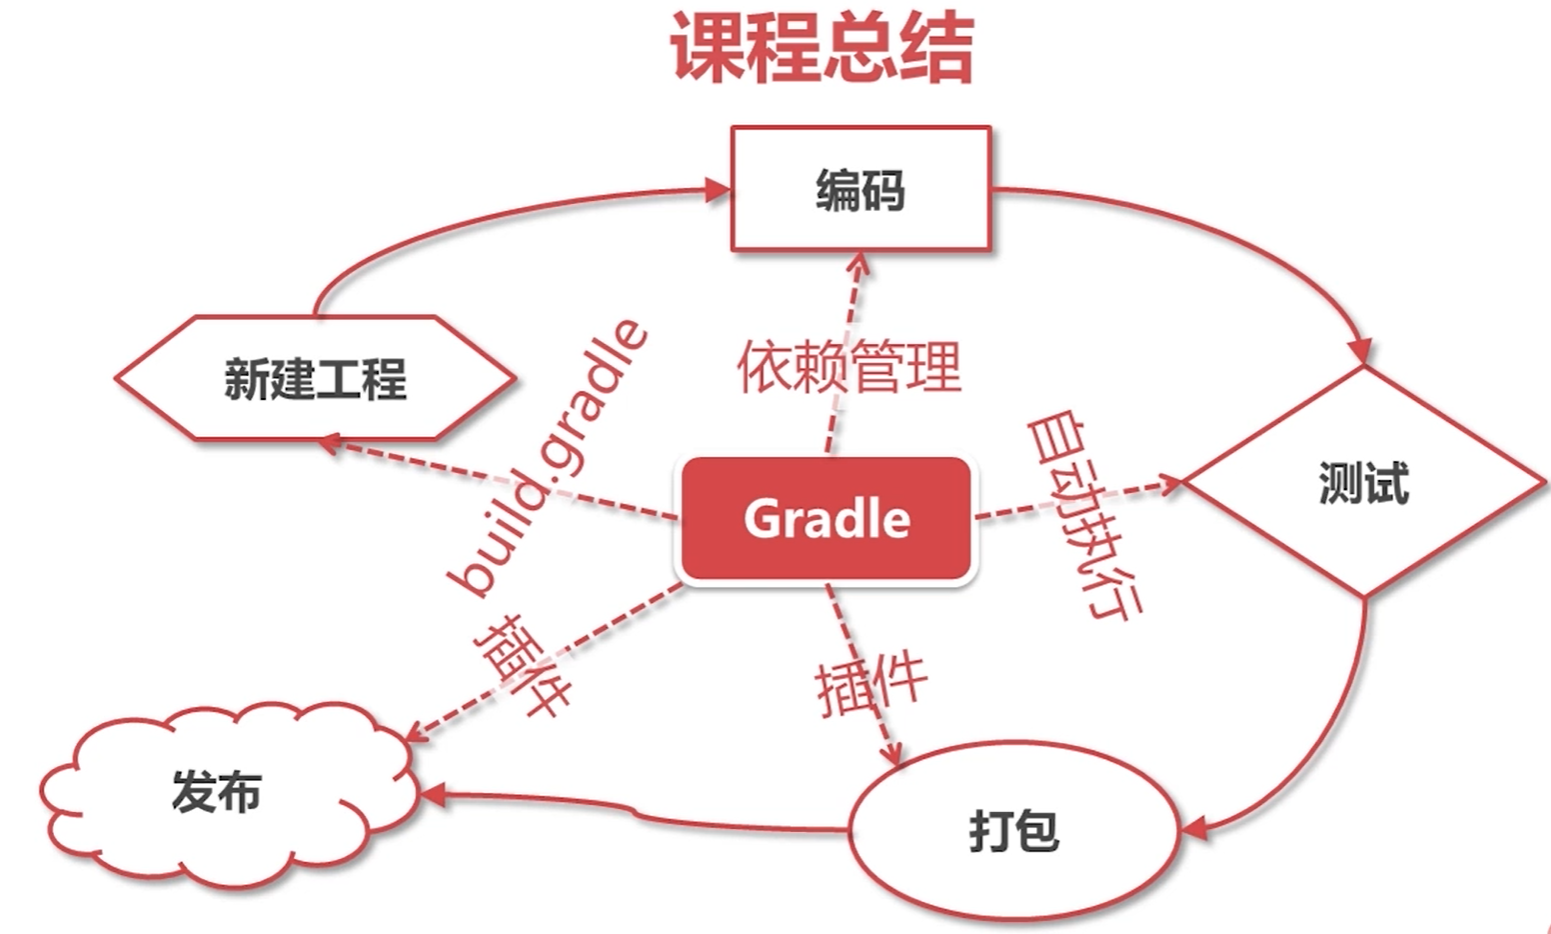 课程总结
编码
新建工程
build.gradle
依赖管理
自动执行
测试
Gradle
插件
插件
发布
打包